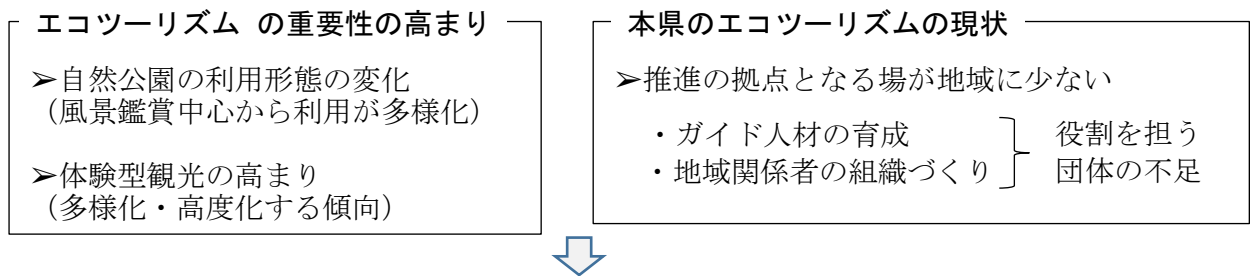 エコツーリズム の重要性の高まり
➢自然公園の利用形態の変化
（風景鑑賞中心から利用が多様化）
➢体験型観光の高まり
（多様化・高度化する傾向）
本県のエコツーリズムの現状
➢推進の拠点となる場が地域に少ない
・ガイド人材の育成
・地域関係者の組織づくり
役割を担う
団体の不足